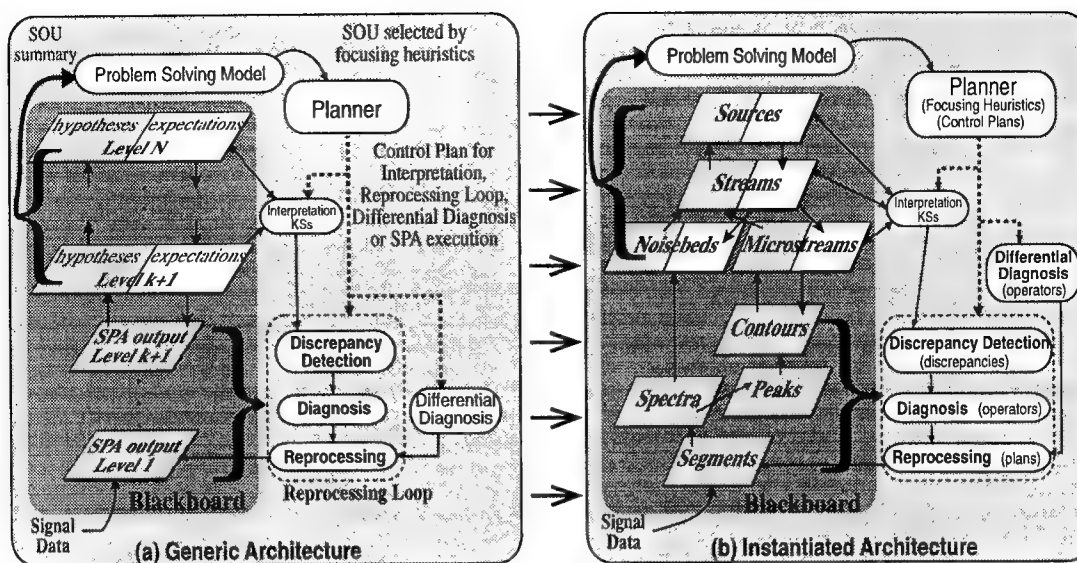 SOU
summary
SOU selected by
focusing heuristics
Problem Solving Model
Planner
hypotheses expectations
Level N
Control Plan for
Interpretation,
Reprocessing Loop,
Differential Diagnosis
or SPA execution
Interpretation
KSs
hypotheses expectations
Level k+1
SPA output
Level k+1
Discrepancy
Detection
Diagnosis
Differential
Diagnosis
SPA output
Level 1
Reprocessing
Reprocessing Loop
Blackboard
Signal
Data
(a) Generic Architecture
Problem Solving Model
Planner
(Focusing Heuristics)
(Control Plans)
Sources
Streams
Interpretation
KSs
Noisebeds Microstreams
Differential
Diagnosis
(operators)
Contours
Discrepancy Detection
(discrepancies)
Spectra
Peaks
Diagnosis (operators)
Segments
Reprocessing (plans)
Blackboard
Signal
Data
(b) Instantiated Architecture